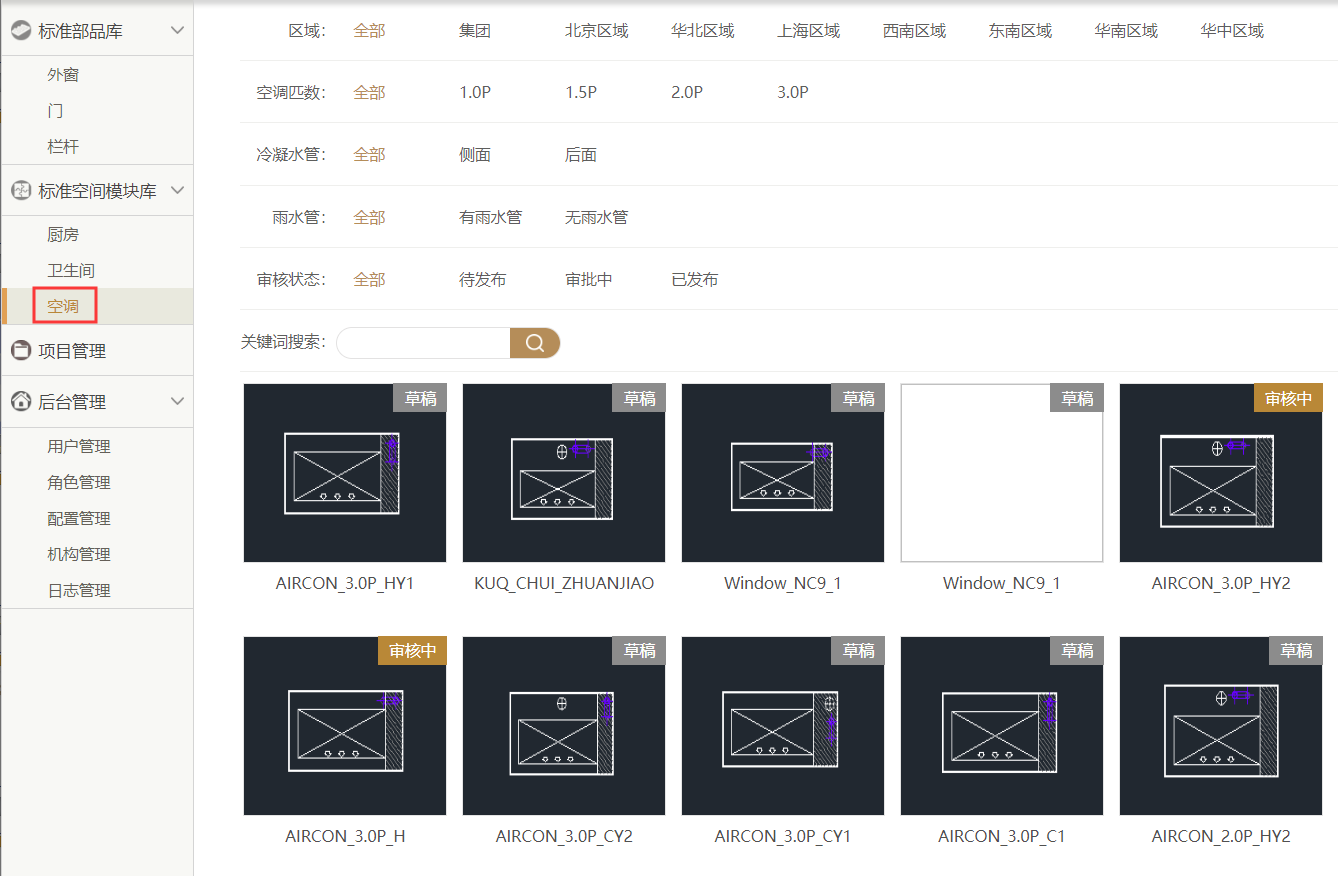 标准部品库
外窗
门
栏杆
标准空间模块库
厨房
卫生间
空调
项目管理
后台管理
用户管理
角色管理
配置管理
机构管理
日志管理
区域： 全部 集团 北京区域 华北区域 上海区域 西南区域 东南区域 华南区域 华中区域
空调匹数： 全部 1.0P 1.5P 2.0P 3.0P
冷凝水管： 全部 侧面 后面
雨水管： 全部 有雨水管 无雨水管
审核状态： 全部 待发布 审批中 已发布
关键词搜索：
草稿 草稿 草稿 草稿 审核中
AIRCON_3.0P_HY1 KUQ_CHUI_ZHUANJIAO Window_NC9_1 Window_NC9_1 AIRCON_3.0P_HY2
审核中 草稿 草稿 草稿 草稿
AIRCON_3.0P_H AIRCON_3.0P_CY2 AIRCON_3.0P_CY1 AIRCON_3.0P_C1 AIRCON_2.0P_HY2